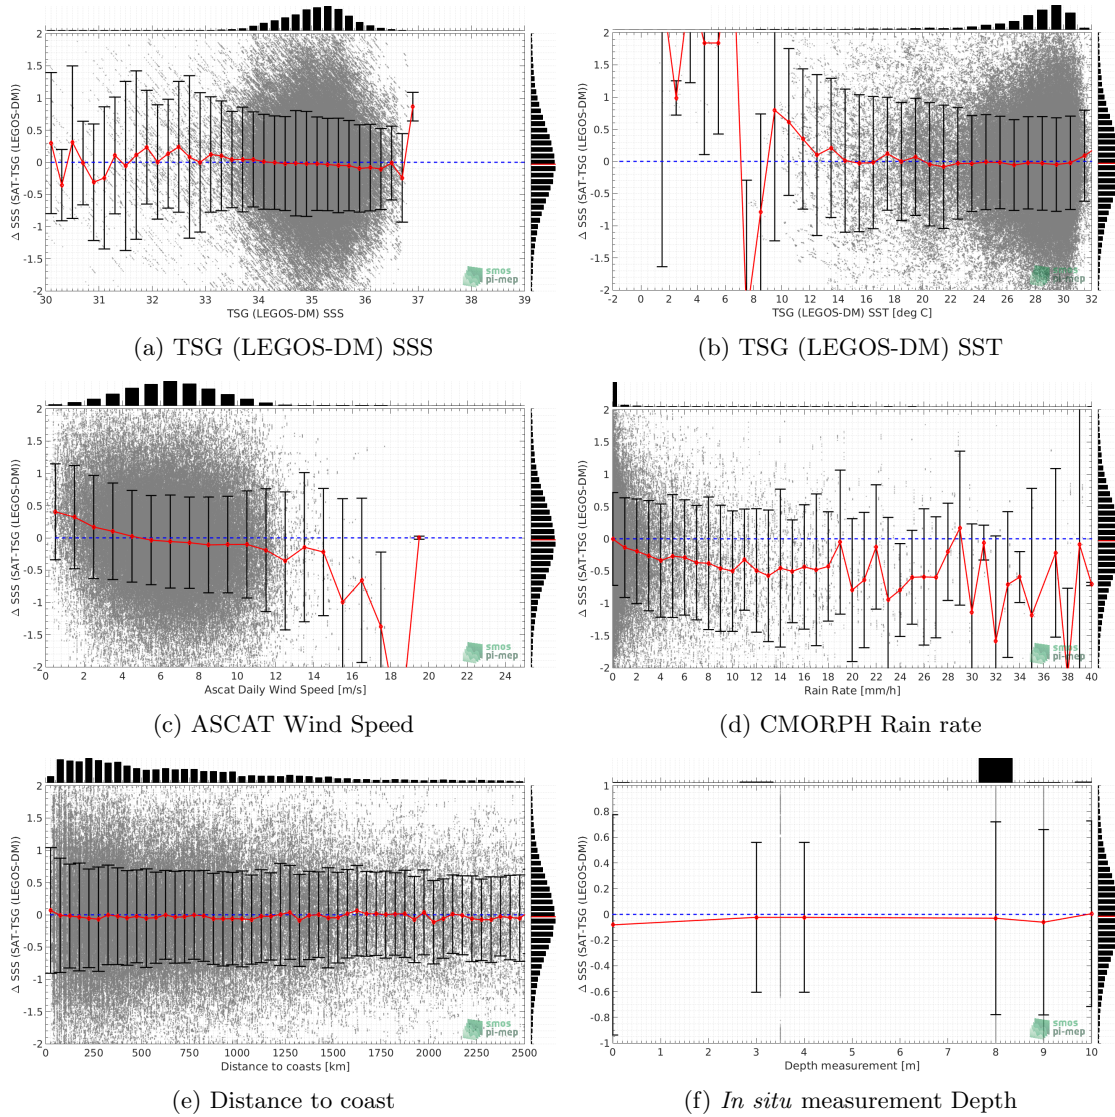 2
1.5
1
0.5
0
-0.5
-1
-1.5
-2
Δ SSS (SAT-TSG (LEGOS-DM))
30 31 32 33 34 35 36 37 38 39
TSG (LEGOS-DM) SSS
smos
pi-mep
(a) TSG (LEGOS-DM) SSS
2
1.5
1
0.5
0
-0.5
-1
-1.5
-2
Δ SSS (SAT-TSG (LEGOS-DM))
-2 0 2 4 6 8 10 12 14 16 18 20 22 24 26 28 30 32
TSG (LEGOS-DM) SST [deg C]
smos
pi-mep
(b) TSG (LEGOS-DM) SST
2
1.5
1
0.5
0
-0.5
-1
-1.5
-2
Δ SSS (SAT-TSG (LEGOS-DM))
0 2 4 6 8 10 12 14 16 18 20 22 24
Ascat Daily Wind Speed [m/s]
smos
pi-mep
(c) ASCAT Wind Speed
2
1.5
1
0.5
0
-0.5
-1
-1.5
-2
Δ SSS (SAT-TSG (LEGOS-DM))
0 2 4 6 8 10 12 14 16 18 20 22 24 26 28 30 32 34 36 38 40
Rain Rate [mm/h]
smos
pi-mep
(d) CMORPH Rain rate
2
1.5
1
0.5
0
-0.5
-1
-1.5
-2
Δ SSS (SAT-TSG (LEGOS-DM))
0 250 500 750 1000 1250 1500 1750 2000 2250 2500
Distance to coasts [km]
smos
pi-mep
(e) Distance to coast
1
0.8
0.6
0.4
0.2
0
-0.2
-0.4
-0.6
-0.8
-1
Δ SSS (SAT-TSG (LEGOS-DM))
0 1 2 3 4 5 6 7 8 9 10
Depth measurement [m]
smos
pi-mep
(f) In situ measurement Depth